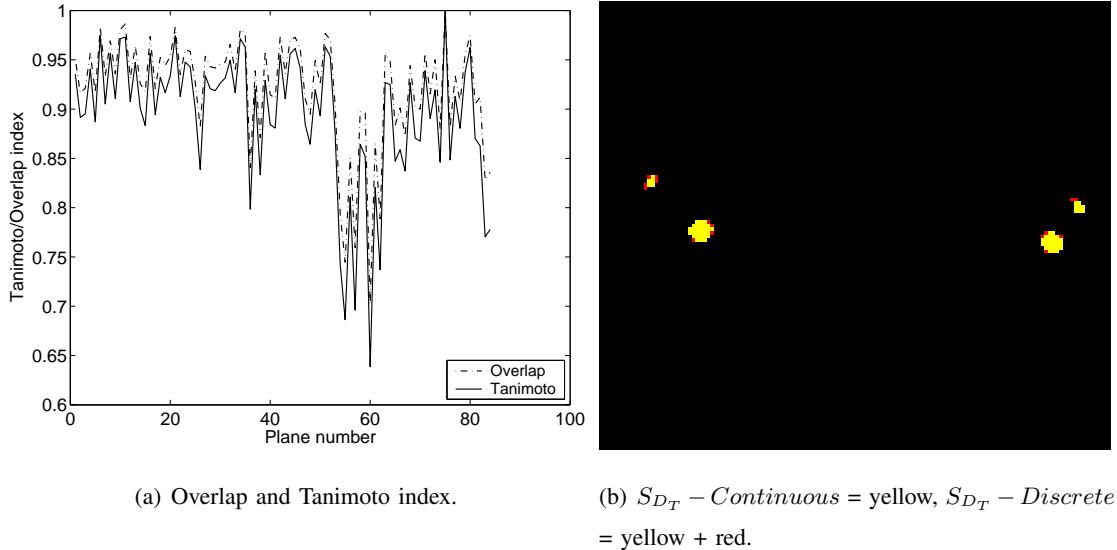 1
0.95
0.9
0.85
0.8
0.75
0.7
0.65
0.6
Tanimoto/Overlap index
Overlap
Tanimoto
0 20 40 60 80 100
Plane number
(a) Overlap and Tanimoto index.
(b) $S_{D_T} - Continuous$ = yellow, $S_{D_T} - Discrete$
= yellow + red.